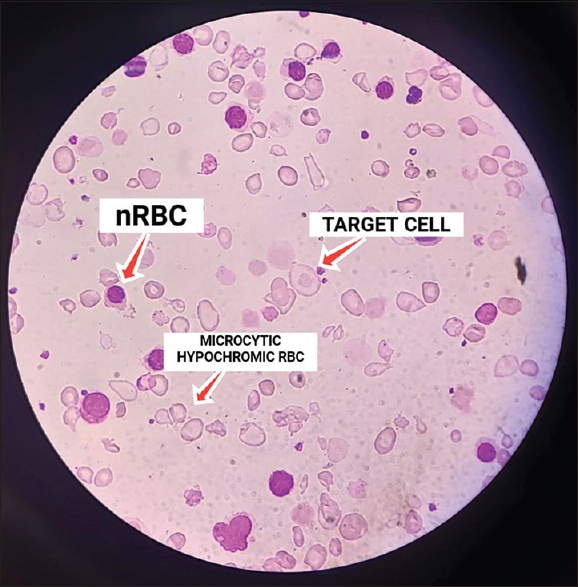 nRBC
TARGET CELL
MICROCYTIC
HYPOCHROMIC RBC